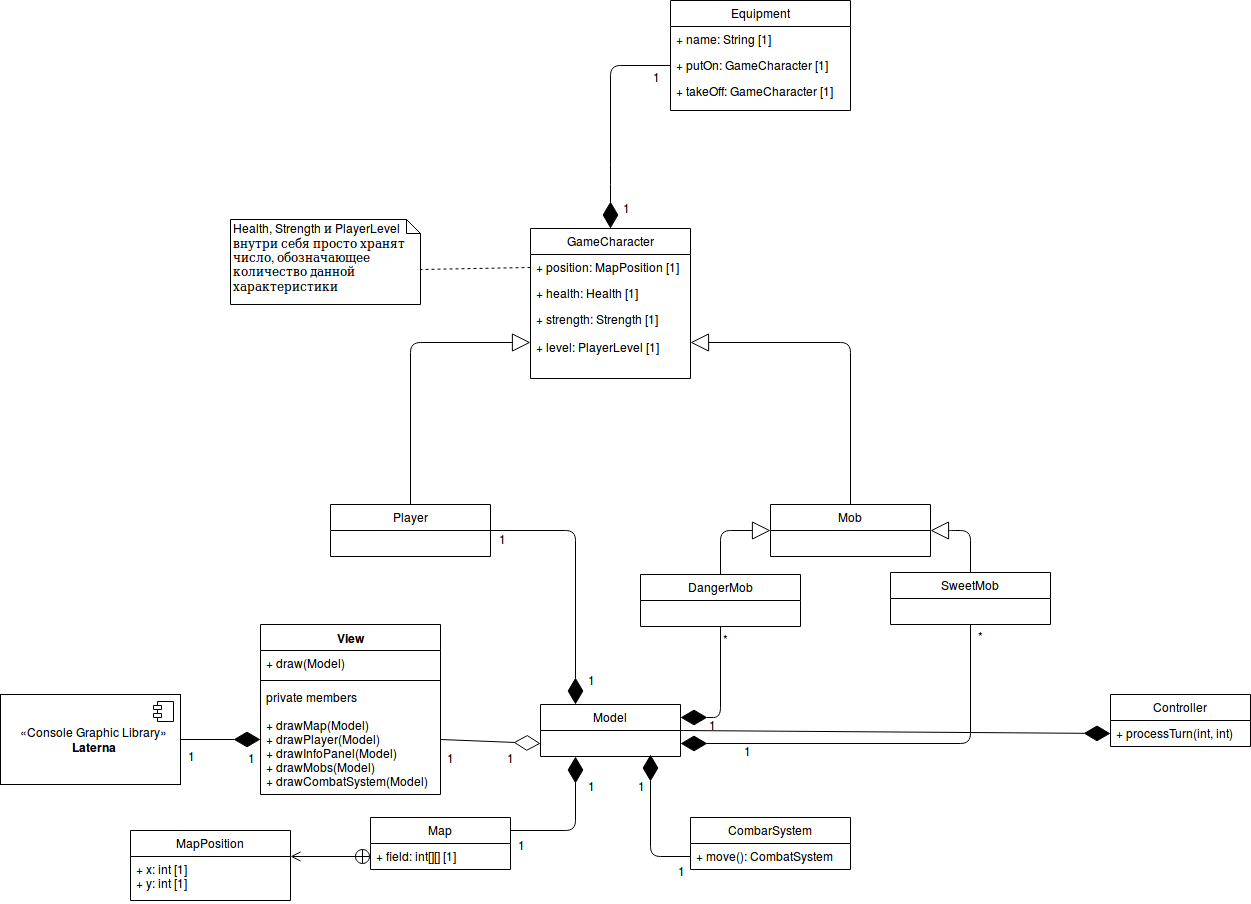 Equipment
+ name: String [1]
+ putOn: GameCharacter [1]
+ takeOff: GameCharacter [1]
1
1
Health, Strength и PlayerLevel
внутри себя просто хранят
число, обозначающее
количество данной
характеристики
GameCharacter
+ position: MapPosition [1]
+ health: Health [1]
+ strength: Strength [1]
+ level: PlayerLevel [1]
Player
1
Mob
DangerMob
*
SweetMob
*
View
+ draw(Model)
private members
+ drawMap(Model)
+ drawPlayer(Model)
+ drawInfoPanel(Model)
+ drawMobs(Model)
+ drawCombatSystem(Model)
«Console Graphic Library»
Laterna
1
1
1
1
1
Model
1
1
Controller
+ processTurn(int, int)
1
1
Map
+ field: int[][] [1]
1
CombarSystem
+ move(): CombatSystem
1
MapPosition
+ x: int [1]
+ y: int [1]